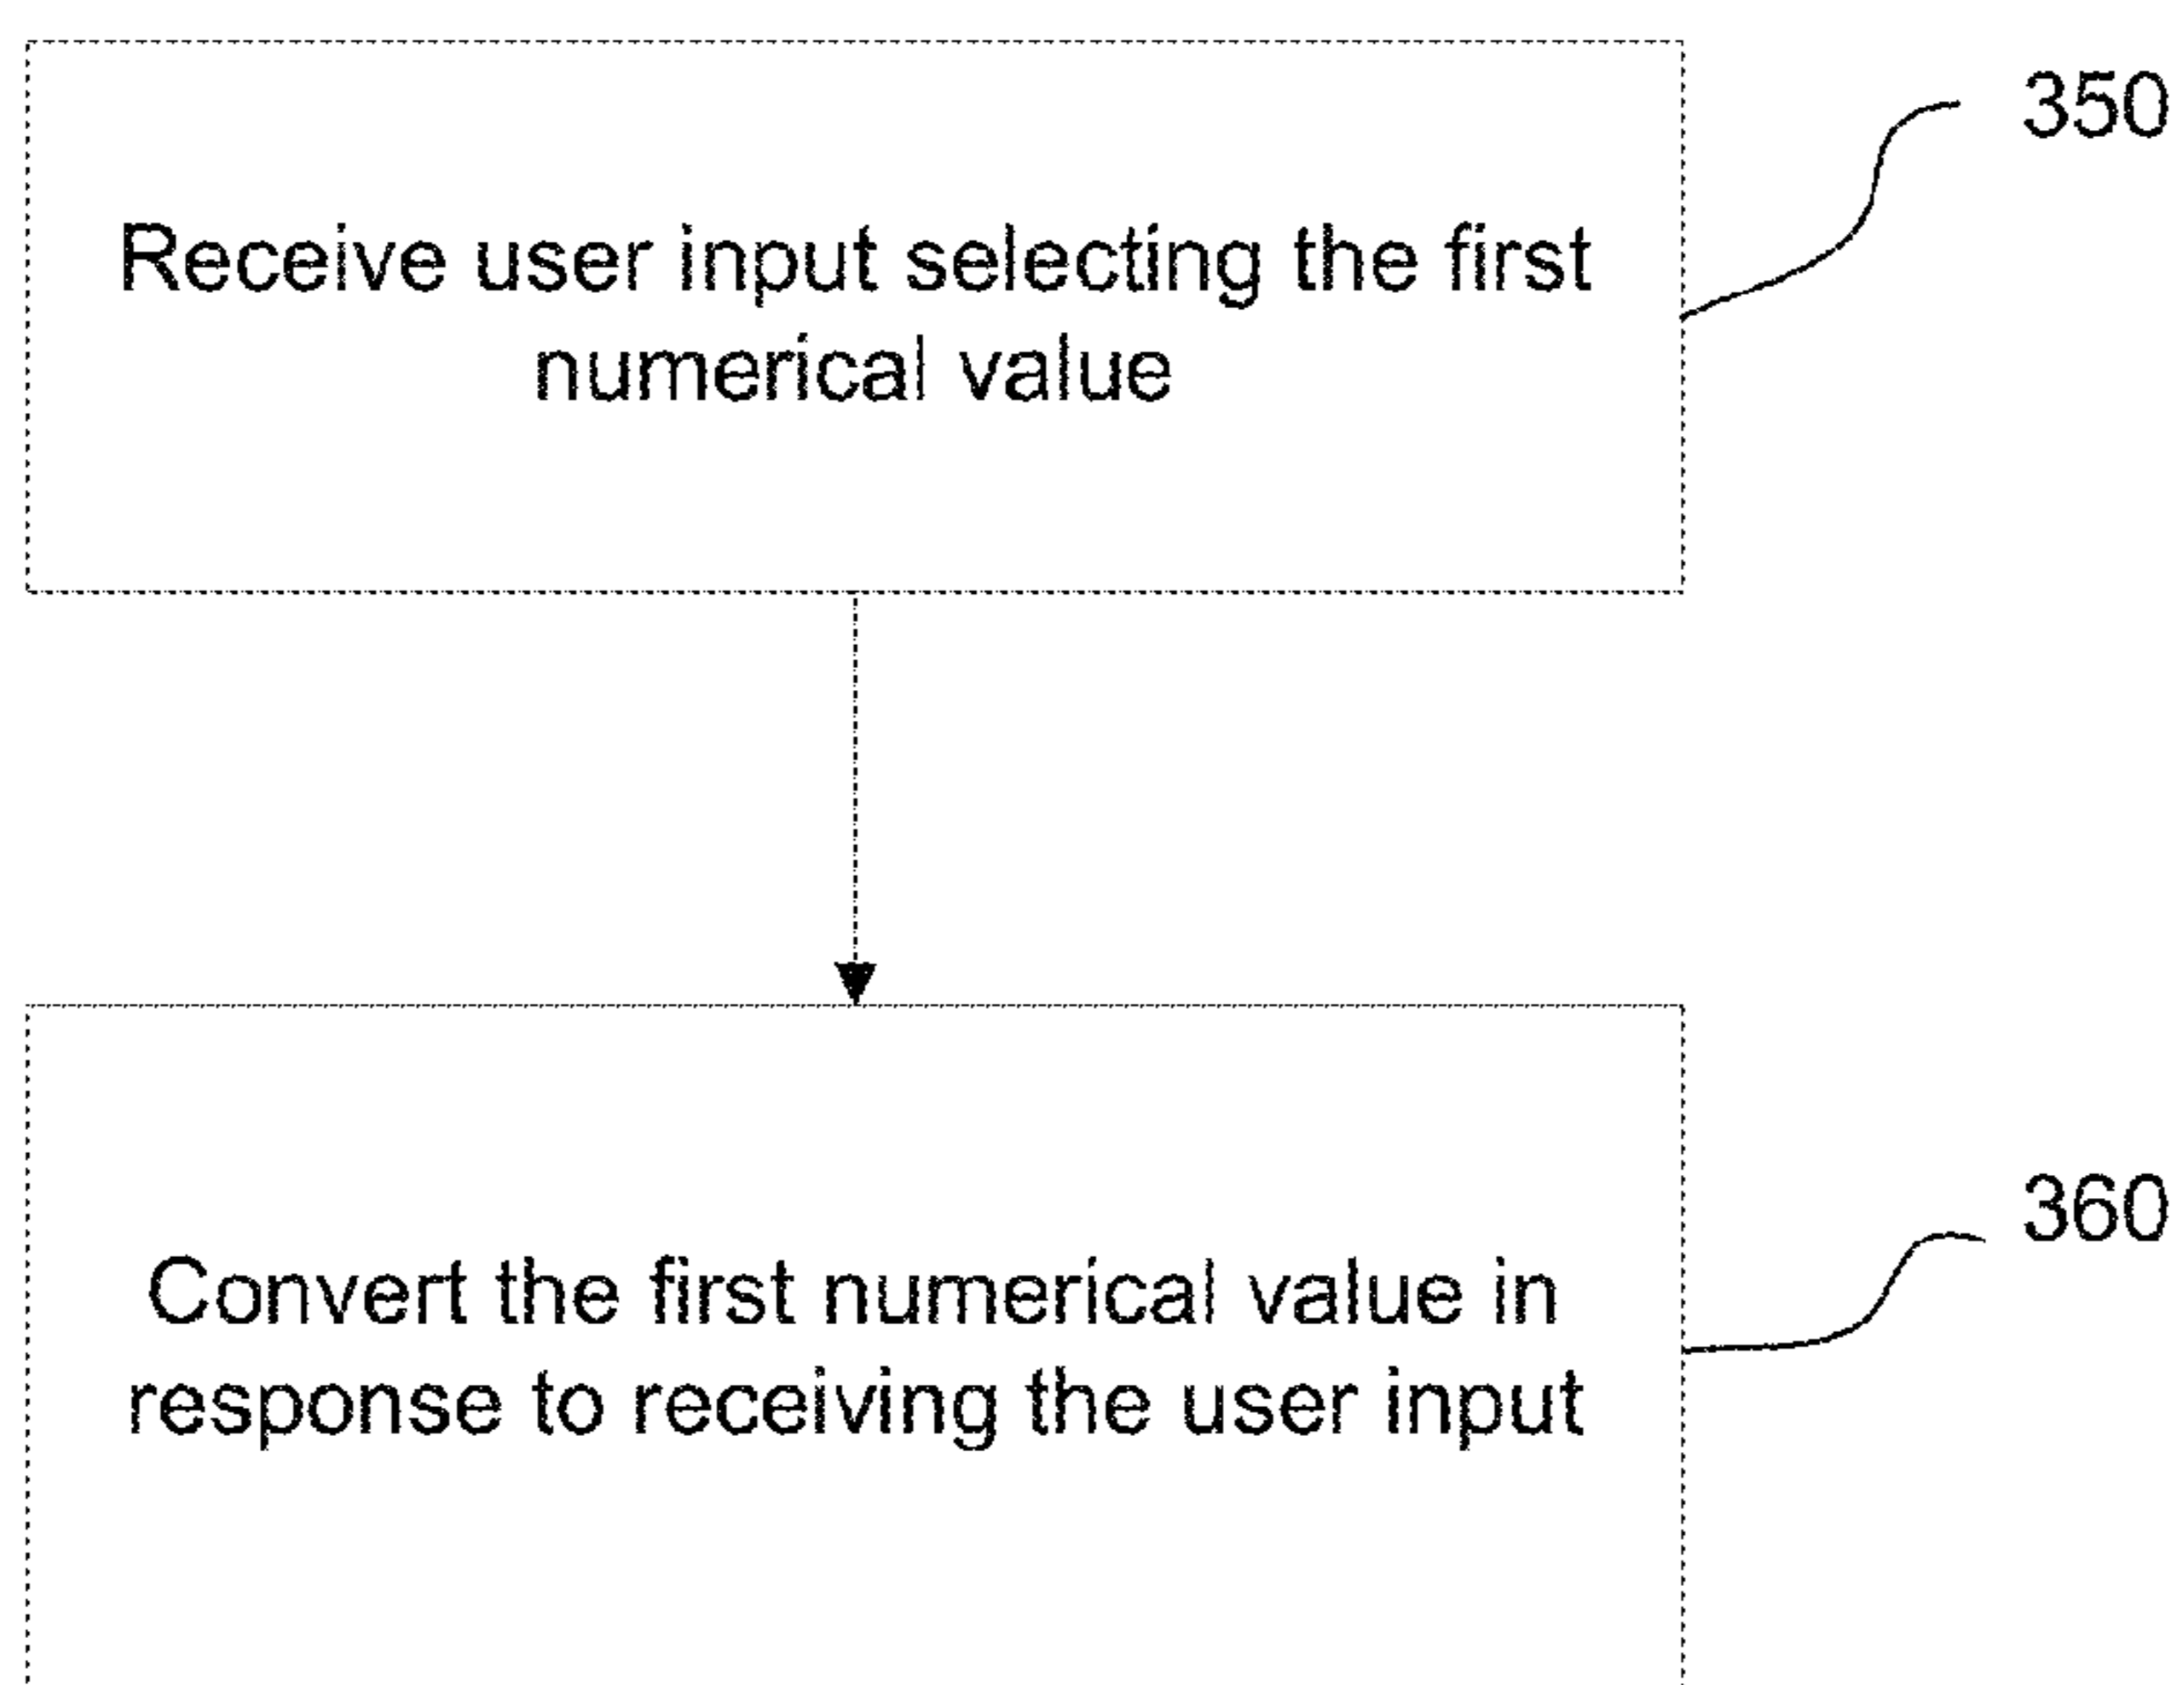 350
Receive user input selecting the first
numerical value
360
Convert the first numerical value in
response to receiving the user input